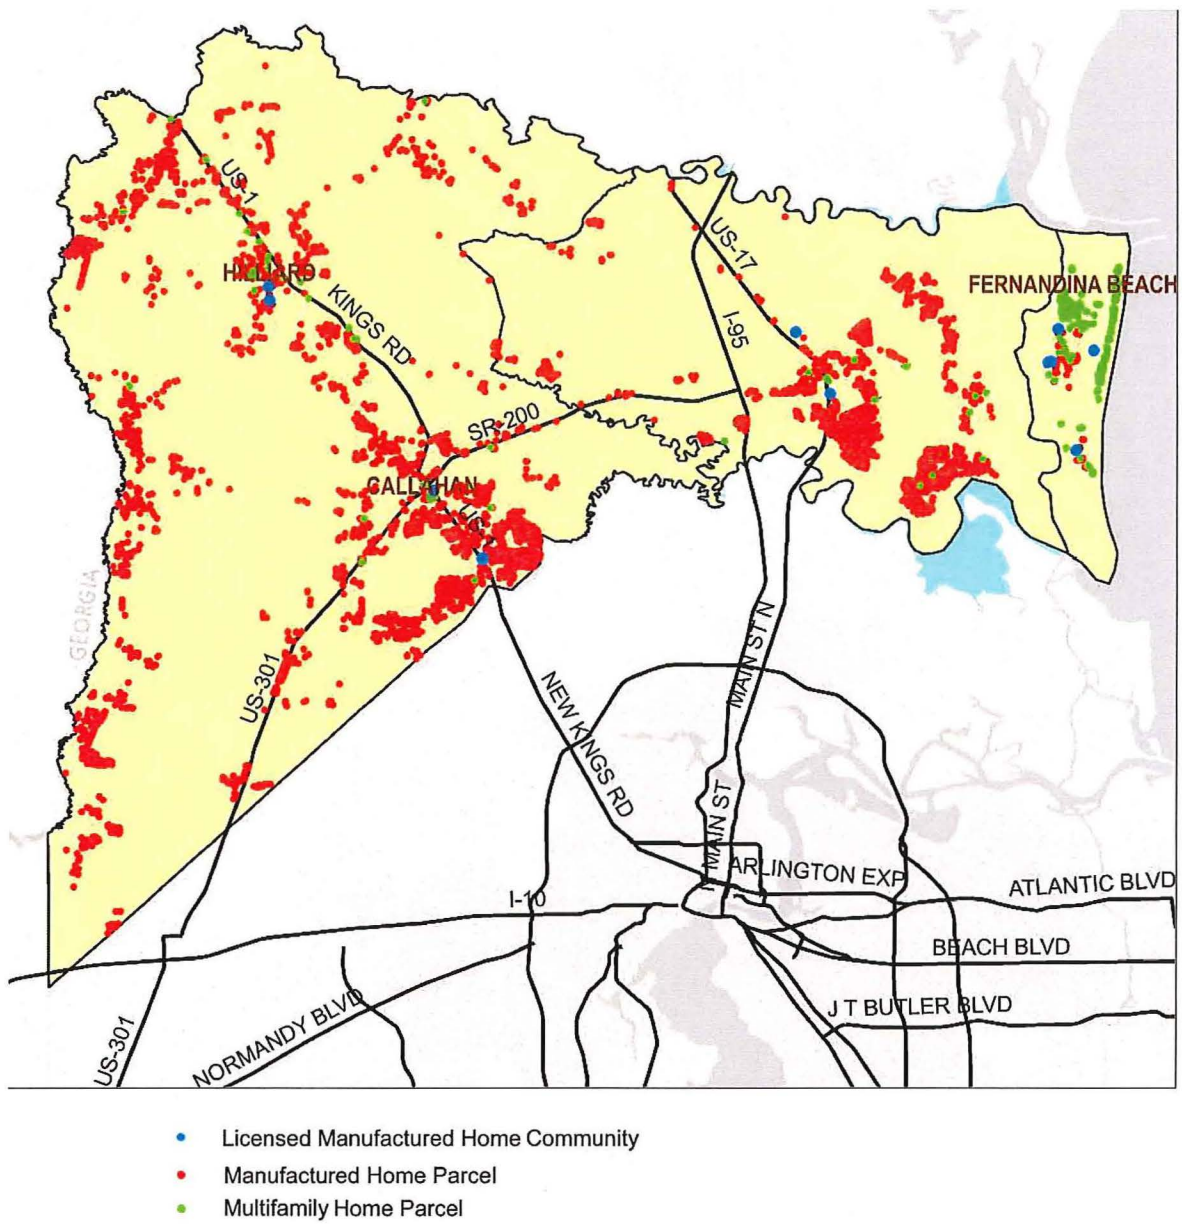 US-1
US-17
HILLIARD
FERNANDINA BEACH
KINGS RD
I-95
SR-200
CALLAHAN
GEORGIA
US-301
MAIN ST N
NEW KINGS RD
MAIN ST
ARLINGTON EXP
ATLANTIC BLVD
I-10
BEACH BLVD
J T BUTLER BLVD
NORMANDY BLVD
US-301
Licensed Manufactured Home Community
Manufactured Home Parcel
Multifamily Home Parcel